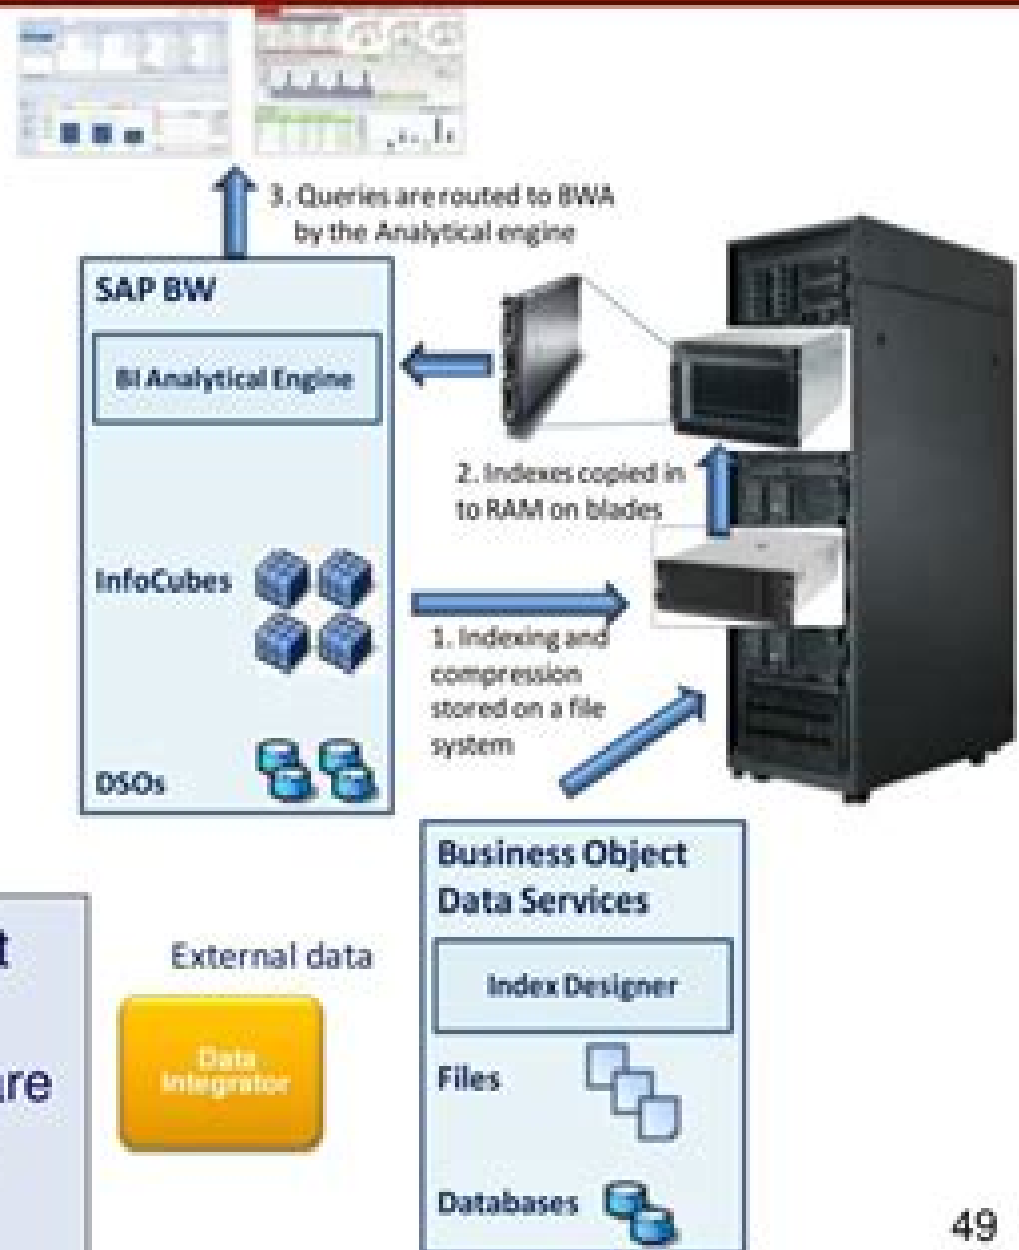 3. Queries are routed to BWA
by the Analytical engine
SAP BW
BI Analytical Engine
2. Indexes copied in
to RAM on blades
InfoCubes
1. Indexing and
compression
stored on a file
system
DSOs
Business Object
Data Services
External data
Index Designer
Data
Integrator
Files
Databases
49